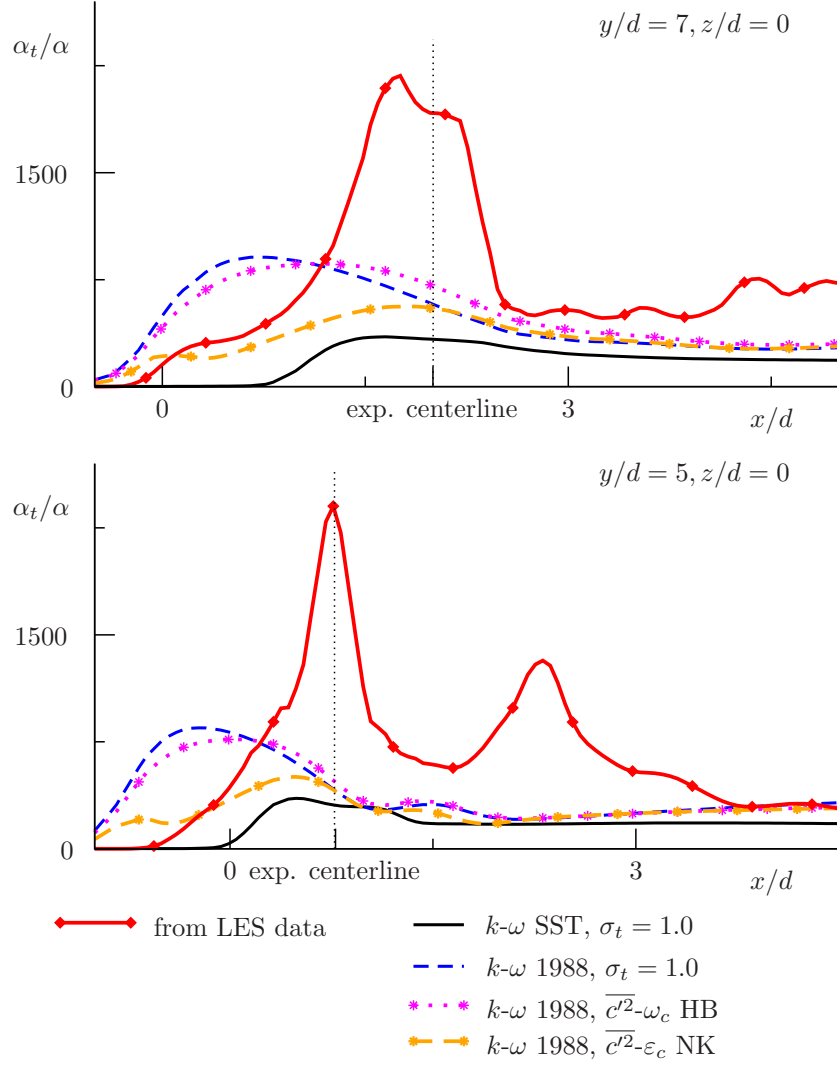 y/d = 7, z/d = 0
α_t/α
1500
0
0
exp. centerline
3
x/d
y/d = 5, z/d = 0
α_t/α
1500
0
0
exp. centerline
3
x/d
from LES data
k-ω SST, σ_t = 1.0
k-ω 1988, σ_t = 1.0
k-ω 1988, \overline{c'^2}-ω_c HB
k-ω 1988, \overline{c'^2}-ε_c NK